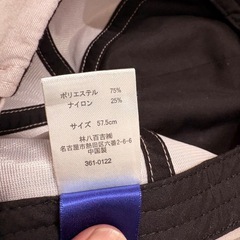 ポリエステル 75%
ナイロン 25%
サイズ 57.5cm
林八百吉㈱
名古屋市熱田区六番2-6-6
中国製
361-0122